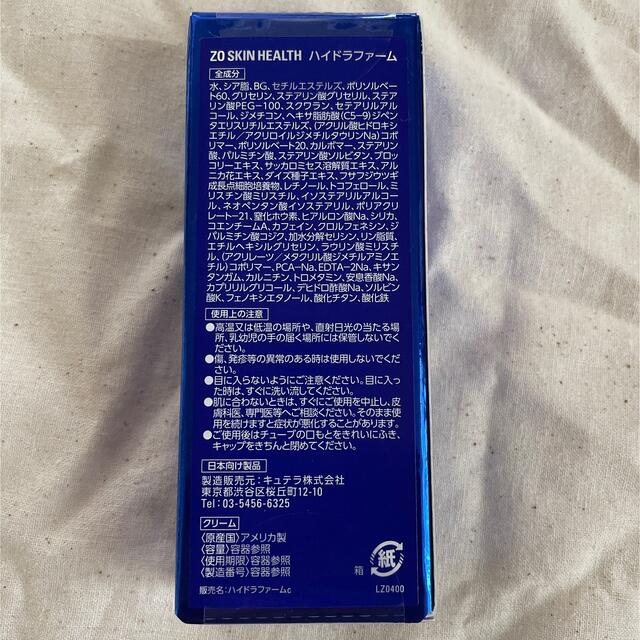 ZO SKIN HEALTH ハイドラファーム
全成分
水、シア脂、BG、セチルエステルズ、ポリソルベー
ト60、グリセリン、ステアリン酸グリセリル、ステア
リン酸PEG-100、スクワラン、セテアリルアル
コール、ジメチコン、ヘキサ脂肪酸(C5-9)ジペン
タエリスリチルエステルズ、(アクリル酸ヒドロキシ
エチル/アクリロイルジメチルタウリンNa)コポ
リマー、ポリソルベート20、カルボマー、ステアリン
酸、パルミチン酸、ステアリン酸ソルビタン、ブロッ
コリーエキス、サッカロミセス溶解質エキス、アル
ニカ花エキス、ダイズ種子エキス、フサフジウツギ
成長点細胞培養物、レチノール、トコフェロール、ミ
リスチン酸ミリスチル、イソステアリルアルコー
ル、ネオペンタン酸イソステアリル、ポリアクリ
レート-21、窒化ホウ素、ヒアルロン酸Na、シリカ、
コエンチームA、カフェイン、クロルフェネシン、ジ
パルミチン酸コジク、加水分解セリシン、リン脂質、
エチルヘキシルグリセリン、ラウリン酸ミリスチ
ル、(アクリレーツ/メタクリル酸ジメチルアミノエ
チル)コポリマー、PCA-Na、EDTA-2Na、キサン
タンガム、カルニチン、トロメタミン、安息香酸Na、
カプリリルグリコール、デヒドロ酢酸Na、ソルビン
酸K、フェノキシエタノール、酸化チタン、酸化鉄
使用上の注意
●高温又は低温の場所や、直射日光の当たる場
所、乳幼児の手の届く場所には保管しないでく
ださい。
●傷、発疹等の異常のある時は使用しないでくだ
さい。
●目に入らないようにご注意ください。目に入っ
た時は、すぐに洗い流してください。
●肌に合わないときは、すぐにご使用を中止し、皮
膚科医、専門医等へご相談ください。そのまま使用
を続けますと症状が悪化することがあります。
●ご使用後はチューブの口もとをきれいにふき、
キャップをきちんと閉めてください。
日本向け製品
製造販売元:キュテラ株式会社
東京都渋谷区桜丘町12-10
Tel:03-5456-6325
クリーム
〈原産国〉アメリカ製
〈容量〉容器参照
〈使用期限〉容器参照
〈製造番号〉容器参照
箱
紙
販売名:ハイドラファームc
LZ0400